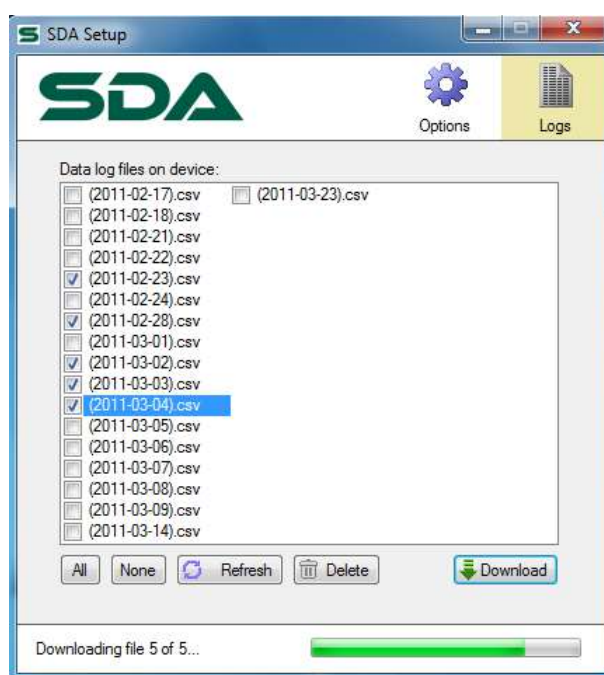 SDA Setup
SDA
Options
Logs
Data log files on device:
(2011-02-17).csv
(2011-02-18).csv
(2011-02-21).csv
(2011-02-22).csv
(2011-02-23).csv
(2011-02-24).csv
(2011-02-28).csv
(2011-03-01).csv
(2011-03-02).csv
(2011-03-03).csv
(2011-03-04).csv
(2011-03-05).csv
(2011-03-06).csv
(2011-03-07).csv
(2011-03-08).csv
(2011-03-09).csv
(2011-03-14).csv
(2011-03-23).csv
All None Refresh Delete Download
Downloading file 5 of 5...